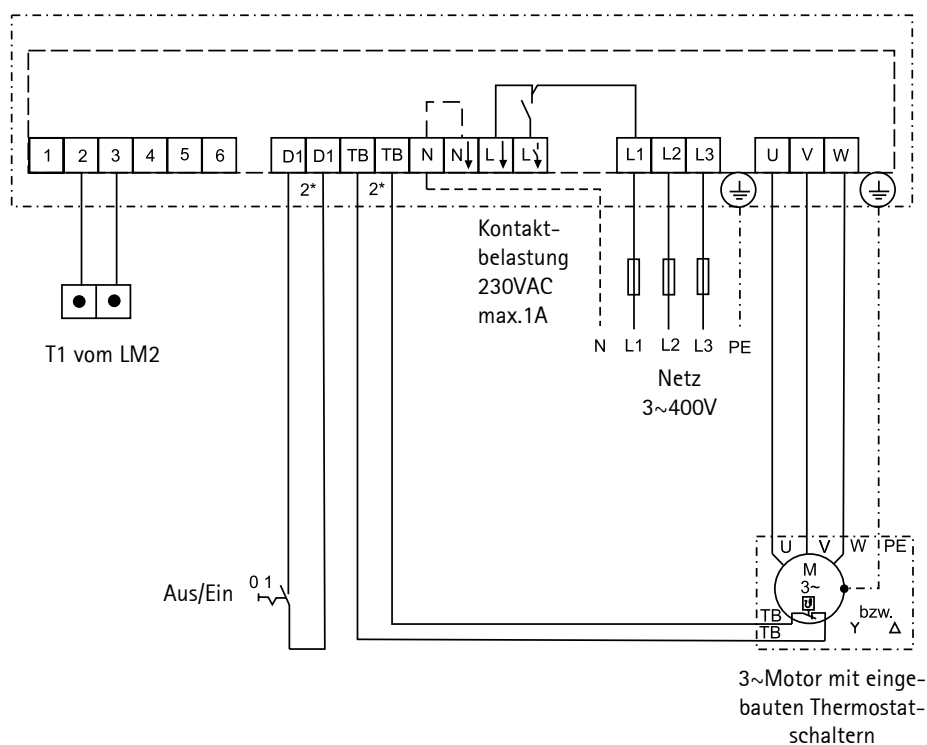 1 2 3 4 5 6 D1 D1 TB TB N N L L L1 L2 L3 U V W
2* 2*
Kontakt-
belastung
230VAC
max.1A
T1 vom LM2
N L1 L2 L3 PE
Netz
3~400V
Aus/Ein
0 1
U V W PE
M
3~
TB
TB
bzw.
Y Δ
3~Motor mit einge-
bauten Thermostat-
schaltern